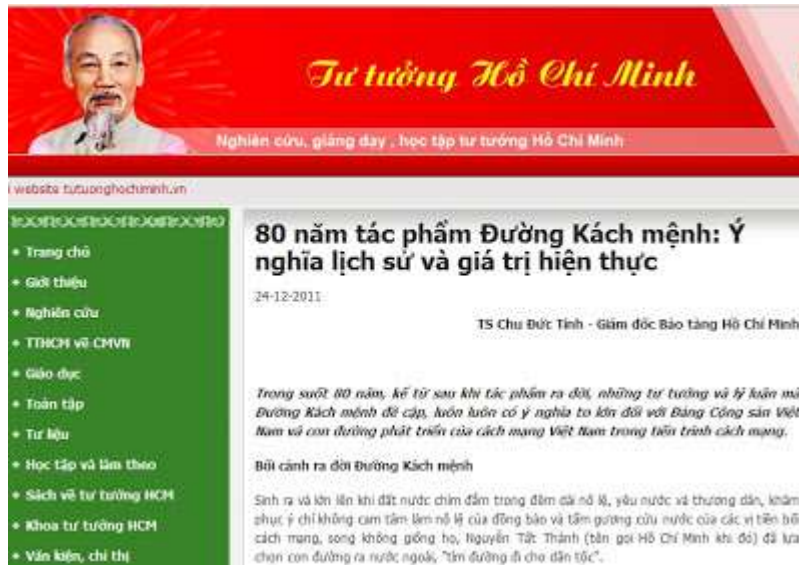 Tư tưởng Hồ Chí Minh
Nghiên cứu, giảng dạy , học tập tư tưởng Hồ Chí Minh
website tutuonghochiminh.vn
Trang chủ
Giới thiệu
Nghiên cứu
TTHCM về CMVN
Giáo dục
Toàn tập
Tư liệu
Học tập và làm theo
Sách về tư tưởng HCM
Khoa tư tưởng HCM
Văn kiện, chỉ thị
80 năm tác phẩm Đường Kách mệnh: Ý
nghĩa lịch sử và giá trị hiện thực
24-12-2011
TS Chu Đức Tính - Giám đốc Bảo tàng Hồ Chí Minh
Trong suốt 80 năm, kể từ sau khi tác phẩm ra đời, những tư tưởng và lý luận mà
Đường Kách mệnh đề cập, luôn luôn có ý nghĩa to lớn đối với Đảng Cộng sản Việt
Nam và con đường phát triển của cách mạng Việt Nam trong tiến trình cách mạng.
Bối cảnh ra đời Đường Kách mệnh
Sinh ra và lớn lên khi đất nước chìm đắm trong đêm dài nô lệ, yêu nước và thương dân, khâm
phục ý chí không cam tâm làm nô lệ của đồng bào và tấm gương cứu nước của các vị tiền bối
cách mạng, song không giống họ, Nguyễn Tất Thành (tên gọi Hồ Chí Minh khi đó) đã lựa
chọn con đường ra nước ngoài, "tìm đường đi cho dân tộc".